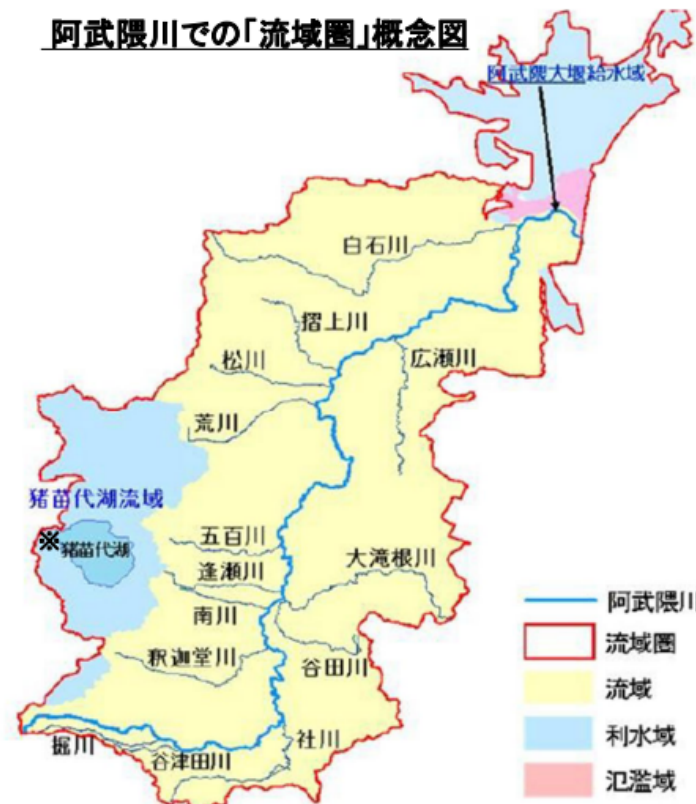 阿武隈川での「流域圏」概念図
阿武隈大堰給水域
白石川
摺上川
松川
広瀬川
荒川
猪苗代湖流域
※猪苗代湖
五百川
逢瀬川
大滝根川
南川
釈迦堂川
谷田川
掘川
谷津田川
社川
阿武隈川
流域圏
流域
利水域
氾濫域